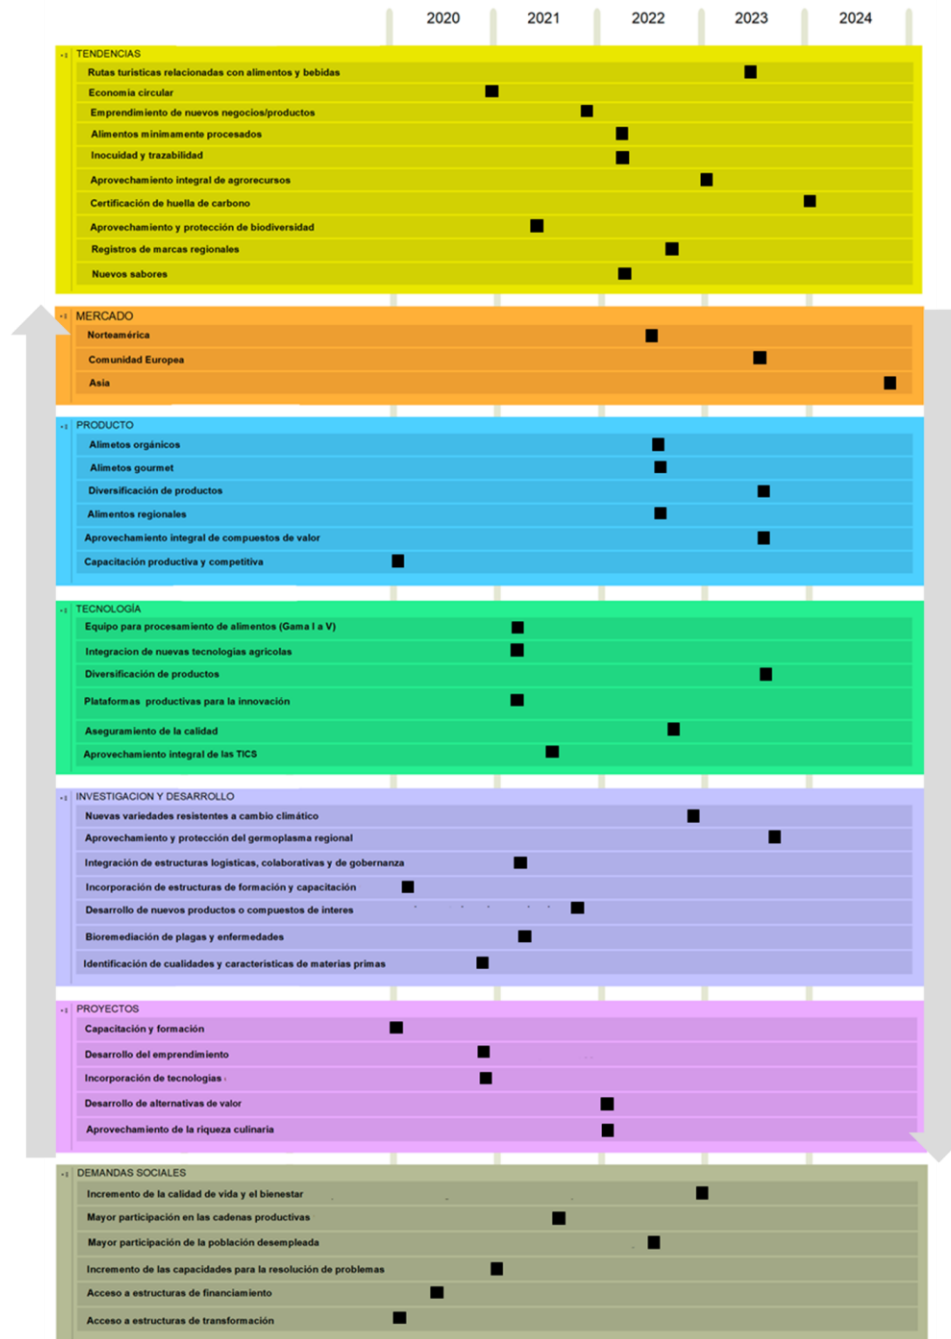 2020 2021 2022 2023 2024
TENDENCIAS
Rutas turisticas relacionadas con alimentos y bebidas
Economia circular
Emprendimiento de nuevos negocios/productos
Alimentos minimamente procesados
Inocuidad y trazabilidad
Aprovechamiento integral de agrorecursos
Certificación de huella de carbono
Aprovechamiento y protección de biodiversidad
Registros de marcas regionales
Nuevos sabores
MERCADO
Norteamérica
Comunidad Europea
Asia
PRODUCTO
Alimetos orgánicos
Alimetos gourmet
Diversificación de productos
Alimentos regionales
Aprovechamiento integral de compuestos de valor
Capacitación productiva y competitiva
TECNOLOGÍA
Equipo para procesamiento de alimentos (Gama I a V)
Integracion de nuevas tecnologias agricolas
Diversificación de productos
Plataformas productivas para la innovación
Aseguramiento de la calidad
Aprovechamiento integral de las TICS
INVESTIGACION Y DESARROLLO
Nuevas variedades resistentes a cambio climático
Aprovechamiento y protección del germoplasma regional
Integración de estructuras logisticas, colaborativas y de gobernanza
Incorporación de estructuras de formación y capacitación
Desarrollo de nuevos productos o compuestos de interes
Bioremediación de plagas y enfermedades
Identificación de cualidades y caracteristicas de materias primas
PROYECTOS
Capacitación y formación
Desarrollo del emprendimiento
Incorporación de tecnologias
Desarrollo de alternativas de valor
Aprovechamiento de la riqueza culinaria
DEMANDAS SOCIALES
Incremento de la calidad de vida y el bienestar
Mayor participación en las cadenas productivas
Mayor participación de la población desempleada
Incremento de las capacidades para la resolución de problemas
Acceso a estructuras de financiamiento
Acceso a estructuras de transformación